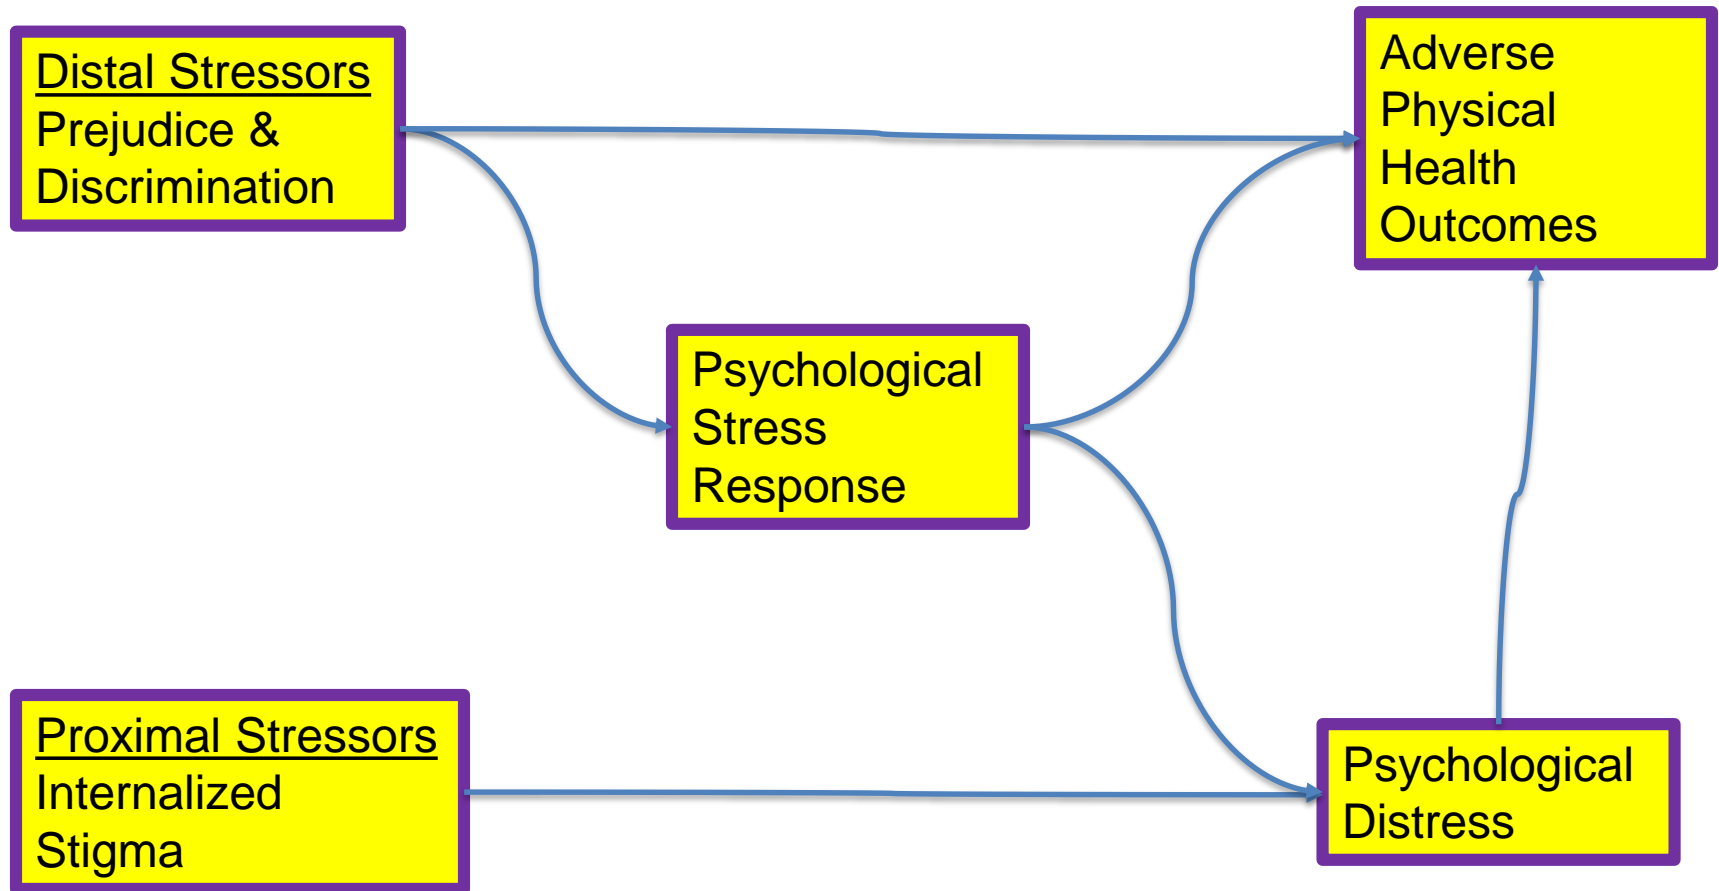 Distal Stressors
Prejudice &
Discrimination
Adverse
Physical
Health
Outcomes
Psychological
Stress
Response
Proximal Stressors
Internalized
Stigma
Psychological
Distress